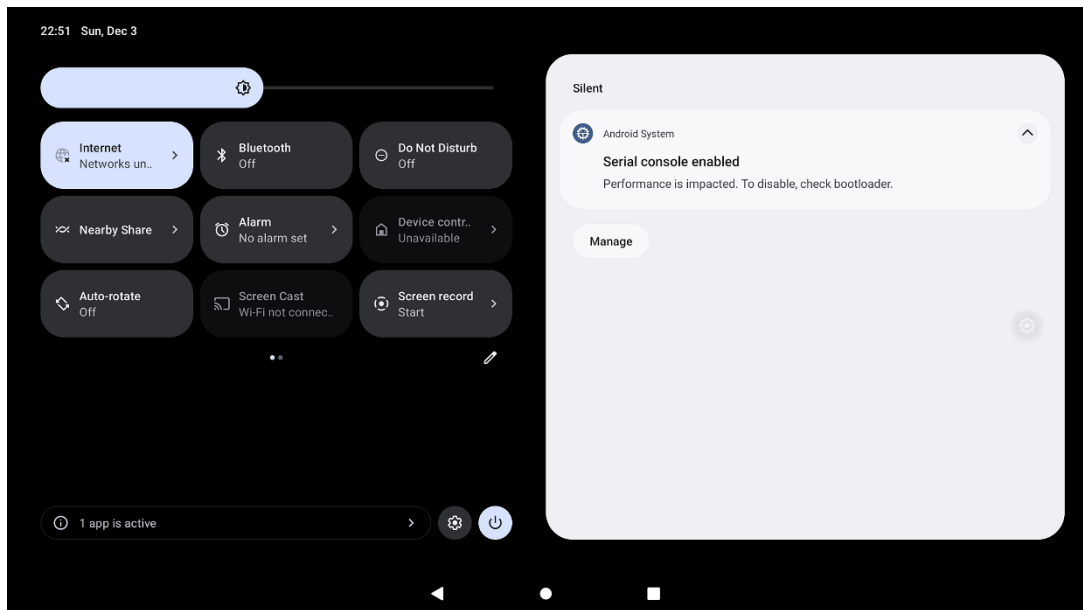 22:51 Sun, Dec 3
Internet
Networks un..
Bluetooth
Off
Do Not Disturb
Off
Nearby Share
Alarm
No alarm set
Device contr..
Unavailable
Auto-rotate
Off
Screen Cast
Wi-Fi not connec..
Screen record
Start
1 app is active
Silent
Android System
Serial console enabled
Performance is impacted. To disable, check bootloader.
Manage